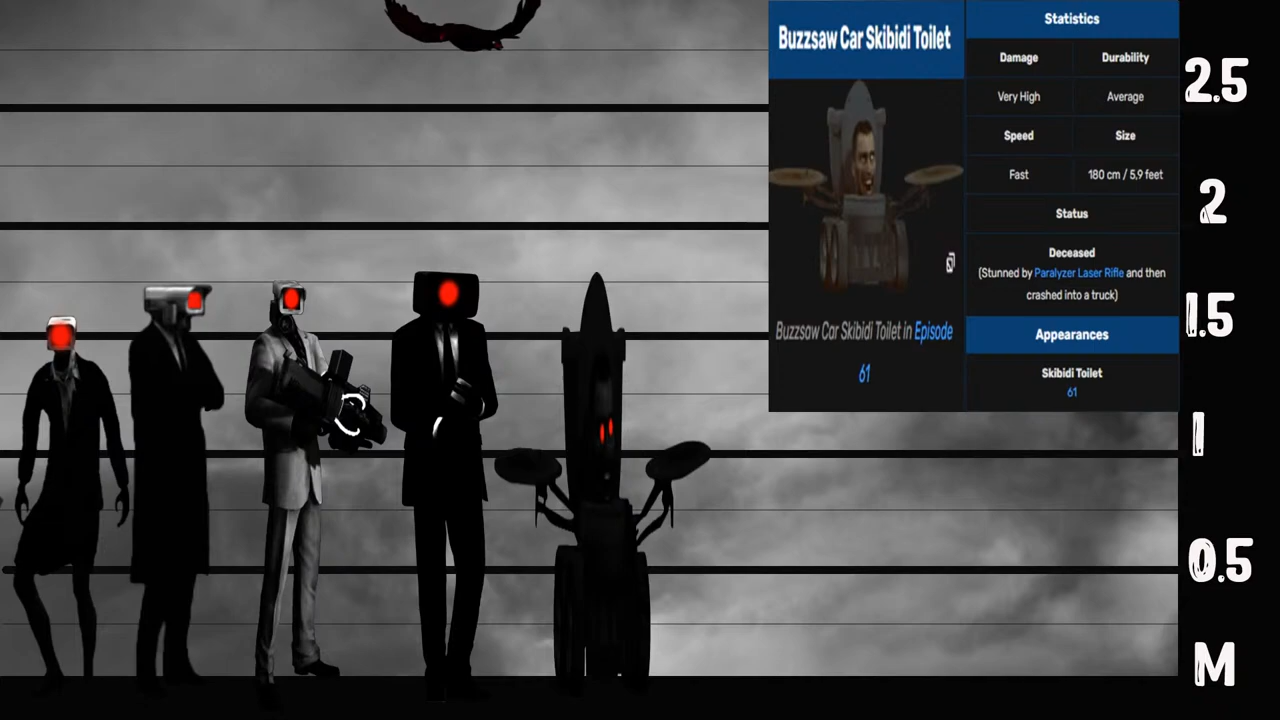 Buzzsaw Car Skibidi Toilet
Statistics
Damage Durability
Very High Average
Speed Size
Fast 180 cm / 5,9 feet
Status
Deceased
(Stunned by Paralyzer Laser Rifle and then
crashed into a truck)
Buzzsaw Car Skibidi Toilet in Episode
61
Appearances
Skibidi Toilet
61
2.5
2
1.5
1
0.5
M